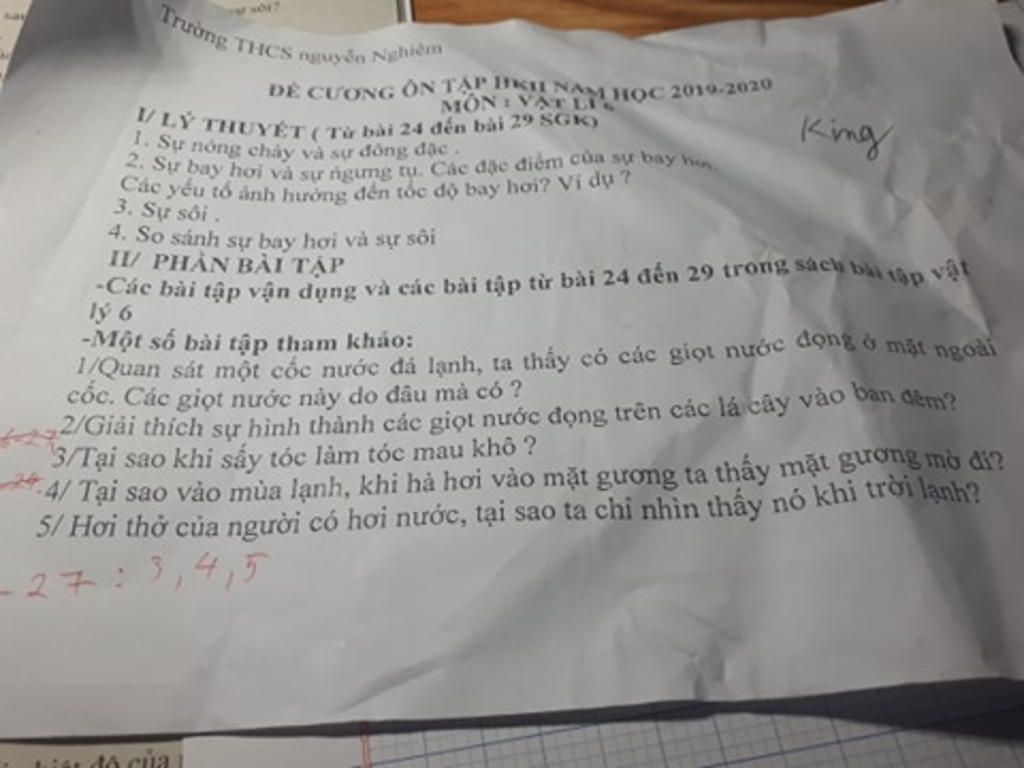 Trường THCS nguyễn Nghiêm
ĐỀ CƯƠNG ÔN TẬP HKII NĂM HỌC 2019-2020
MÔN : VẬT LÍ 6
King
I/ LÝ THUYẾT ( Từ bài 24 đến bài 29 SGK)
1. Sự nóng chảy và sự đông đặc .
2. Sự bay hơi và sự ngưng tụ. Các đặc điểm của sự bay hơi.
Các yếu tố ảnh hưởng đến tốc độ bay hơi? Ví dụ ?
3. Sự sôi .
4. So sánh sự bay hơi và sự sôi
II/ PHẦN BÀI TẬP
-Các bài tập vận dụng và các bài tập từ bài 24 đến 29 trong sách bài tập vật
lý 6
-Một số bài tập tham khảo:
1/Quan sát một cốc nước đá lạnh, ta thấy có các giọt nước đọng ở mặt ngoài
cốc. Các giọt nước này do đâu mà có ?
2/Giải thích sự hình thành các giọt nước đọng trên các lá cây vào ban đêm?
3/Tại sao khi sấy tóc làm tóc mau khô ?
4/ Tại sao vào mùa lạnh, khi hà hơi vào mặt gương ta thấy mặt gương mờ đi?
5/ Hơi thở của người có hơi nước, tại sao ta chỉ nhìn thấy nó khi trời lạnh?
- 27 : 3, 4, 5
độ của